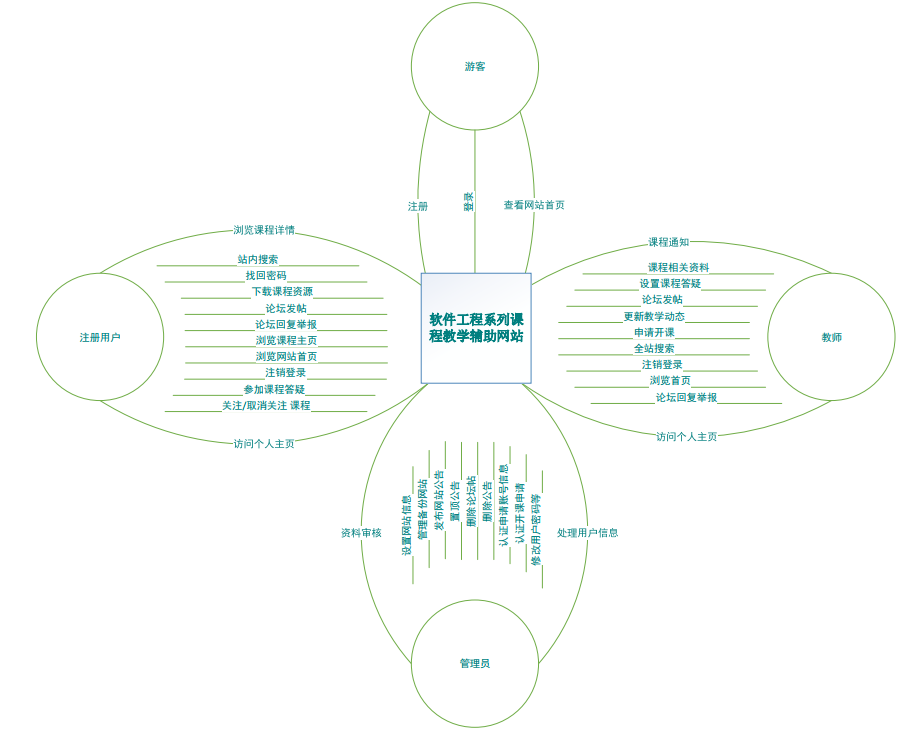 游客
注册
登录
查看网站首页
浏览课程详情
站内搜索
找回密码
下载课程资源
论坛发帖
论坛回复举报
浏览课程主页
浏览网站首页
注销登录
参加课程答疑
关注/取消关注 课程
访问个人主页
注册用户
软件工程系列课
程教学辅助网站
课程通知
课程相关资料
设置课程答疑
论坛发帖
更新教学动态
申请开课
全站搜索
注销登录
浏览首页
论坛回复举报
访问个人主页
教师
资料审核
设置网站信息
管理备份网站
发布网站公告
置顶公告
删除论坛帖
删除公告
认证申请账号信息
认证开课申请
修改用户密码等
处理用户信息
管理员